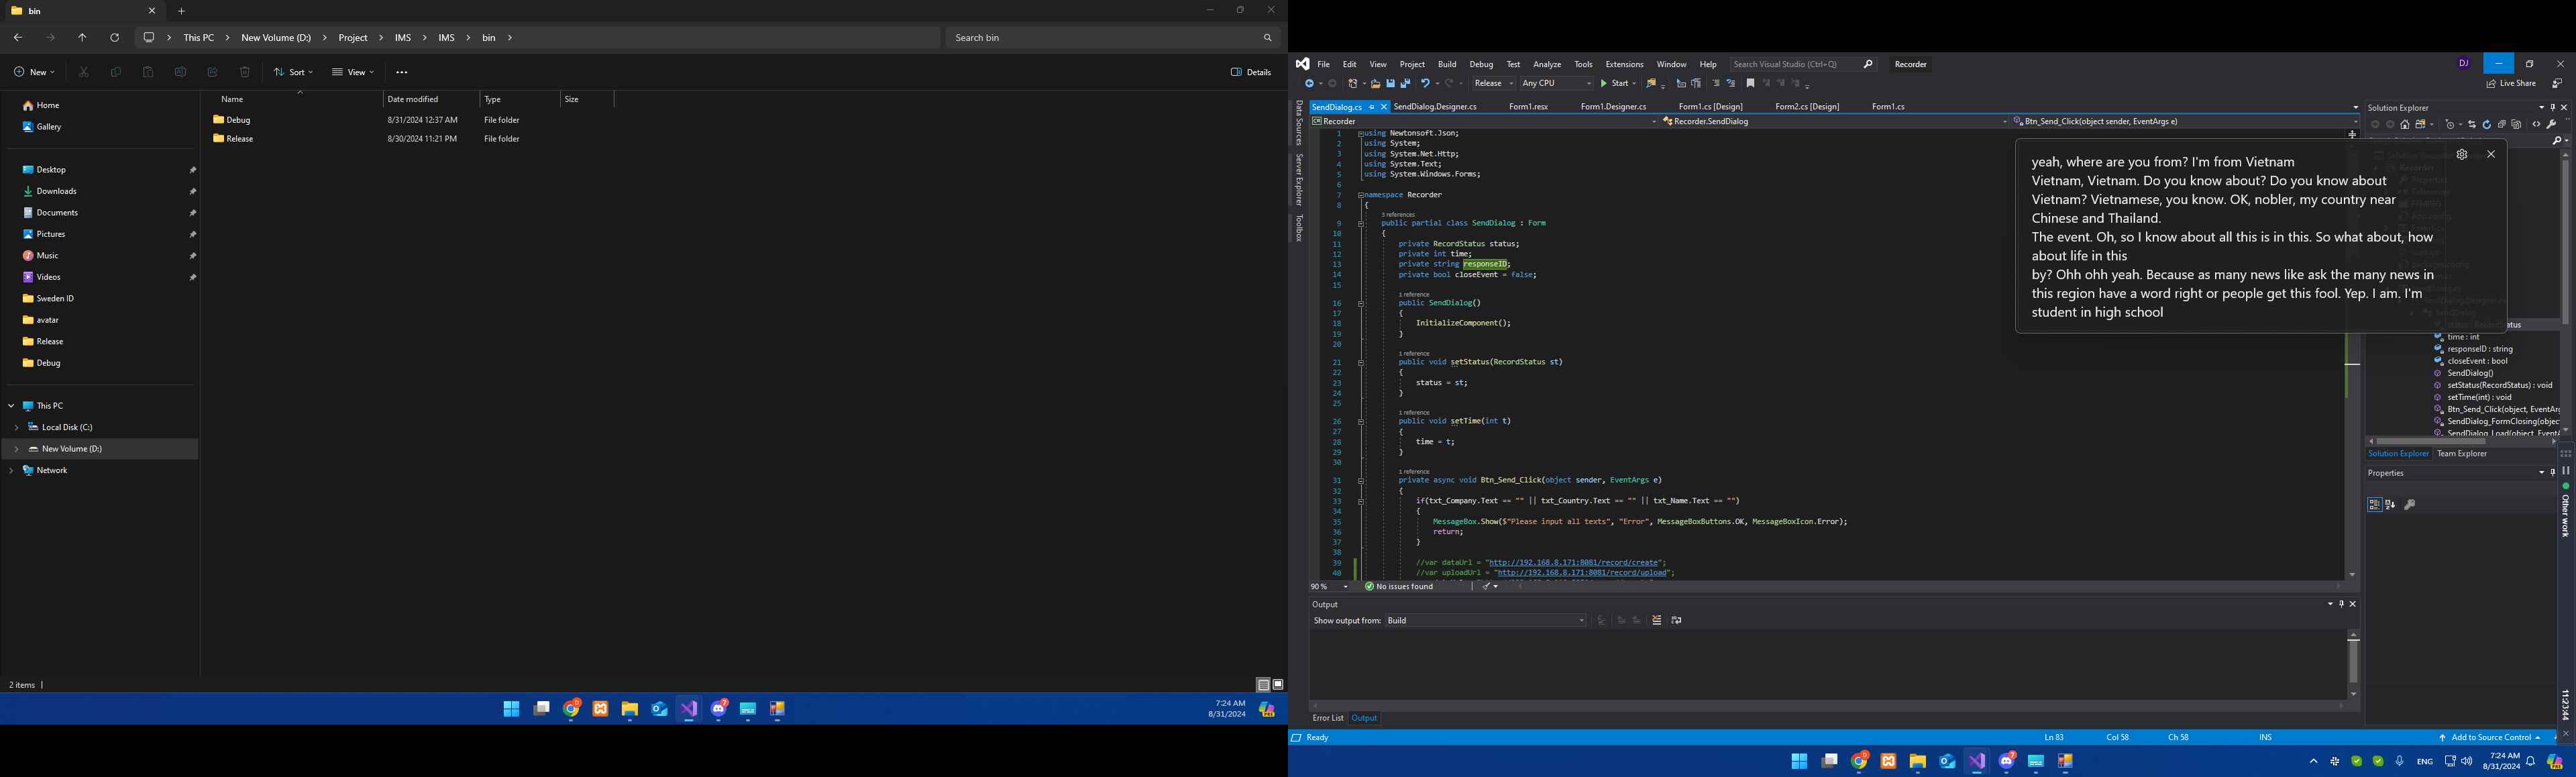 bin
This PC > New Volume (D:) > Project > IMS > IMS > bin >
Search bin
New
Sort
View
Details
Name
Date modified
Type
Size
Home
Gallery
Desktop
Downloads
Documents
Pictures
Music
Videos
Sweden ID
avatar
Release
Debug
This PC
Local Disk (C:)
New Volume (D:)
Network
Debug 8/31/2024 12:37 AM File folder
Release 8/30/2024 11:21 PM File folder
2 items
7:24 AM
8/31/2024
File Edit View Project Build Debug Test Analyze Tools Extensions Window Help
Search Visual Studio (Ctrl+Q)
Recorder
DJ
Release
Any CPU
Start
Live Share
Data Sources
Server Explorer
Toolbox
SendDialog.cs
SendDialog.Designer.cs
Form1.resx
Form1.Designer.cs
Form1.cs [Design]
Form2.cs [Design]
Form1.cs
Recorder
Recorder.SendDialog
Btn_Send_Click(object sender, EventArgs e)
1 using Newtonsoft.Json;
2 using System;
3 using System.Net.Http;
4 using System.Text;
5 using System.Windows.Forms;
6
7 namespace Recorder
8 {
3 references
9 public partial class SendDialog : Form
10 {
11 private RecordStatus status;
12 private int time;
13 private string responseID;
14 private bool closeEvent = false;
15
1 reference
16 public SendDialog()
17 {
18 InitializeComponent();
19 }
20
1 reference
21 public void setStatus(RecordStatus st)
22 {
23 status = st;
24 }
25
1 reference
26 public void setTime(int t)
27 {
28 time = t;
29 }
30
1 reference
31 private async void Btn_Send_Click(object sender, EventArgs e)
32 {
33 if(txt_Company.Text == "" || txt_Country.Text == "" || txt_Name.Text == "")
34 {
35 MessageBox.Show($"Please input all texts", "Error", MessageBoxButtons.OK, MessageBoxIcon.Error);
36 return;
37 }
38
39 //var dataUrl = "http://192.168.8.171:8081/record/create";
40 //var uploadUrl = "http://192.168.8.171:8081/record/upload";
90 %
No issues found
Output
Show output from: Build
Error List
Output
Ready
Ln 83
Col 58
Ch 58
INS
Add to Source Control
yeah, where are you from? I'm from Vietnam
Vietnam, Vietnam. Do you know about? Do you know about
Vietnam? Vietnamese, you know. OK, nobler, my country near
Chinese and Thailand.
The event. Oh, so I know about all this is in this. So what about, how
about life in this
by? Ohh ohh yeah. Because as many news like ask the many news in
this region have a word right or people get this fool. Yep. I am. I'm
student in high school
Solution Explorer
time : int
responseID : string
closeEvent : bool
SendDialog()
setStatus(RecordStatus) : void
setTime(int) : void
Btn_Send_Click(object, EventArg
SendDialog_FormClosing(objec
SendDialog_Load(object, Event
Solution Explorer
Team Explorer
Properties
Other work
11:23:44
ENG
7:24 AM
8/31/2024